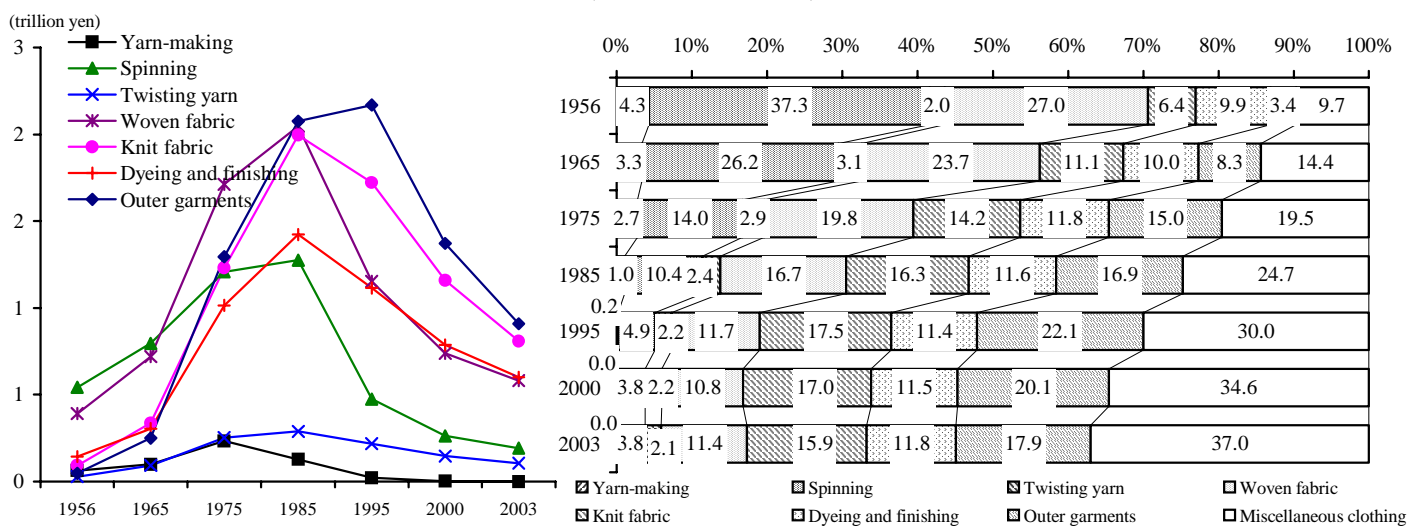 (trillion yen)
3
2
2
1
1
0
1956 1965 1975 1985 1995 2000 2003
Yarn-making
Spinning
Twisting yarn
Woven fabric
Knit fabric
Dyeing and finishing
Outer garments
0% 10% 20% 30% 40% 50% 60% 70% 80% 90% 100%
1956 4.3 37.3 2.0 27.0 6.4 9.9 3.4 9.7
1965 3.3 26.2 3.1 23.7 11.1 10.0 8.3 14.4
1975 2.7 14.0 2.9 19.8 14.2 11.8 15.0 19.5
1985 1.0 10.4 2.4 16.7 16.3 11.6 16.9 24.7
0.2
1995 4.9 2.2 11.7 17.5 11.4 22.1 30.0
0.0
2000 3.8 2.2 10.8 17.0 11.5 20.1 34.6
0.0
2003 3.8 2.1 11.4 15.9 11.8 17.9 37.0
Yarn-making Spinning Twisting yarn Woven fabric
Knit fabric Dyeing and finishing Outer garments Miscellaneous clothing